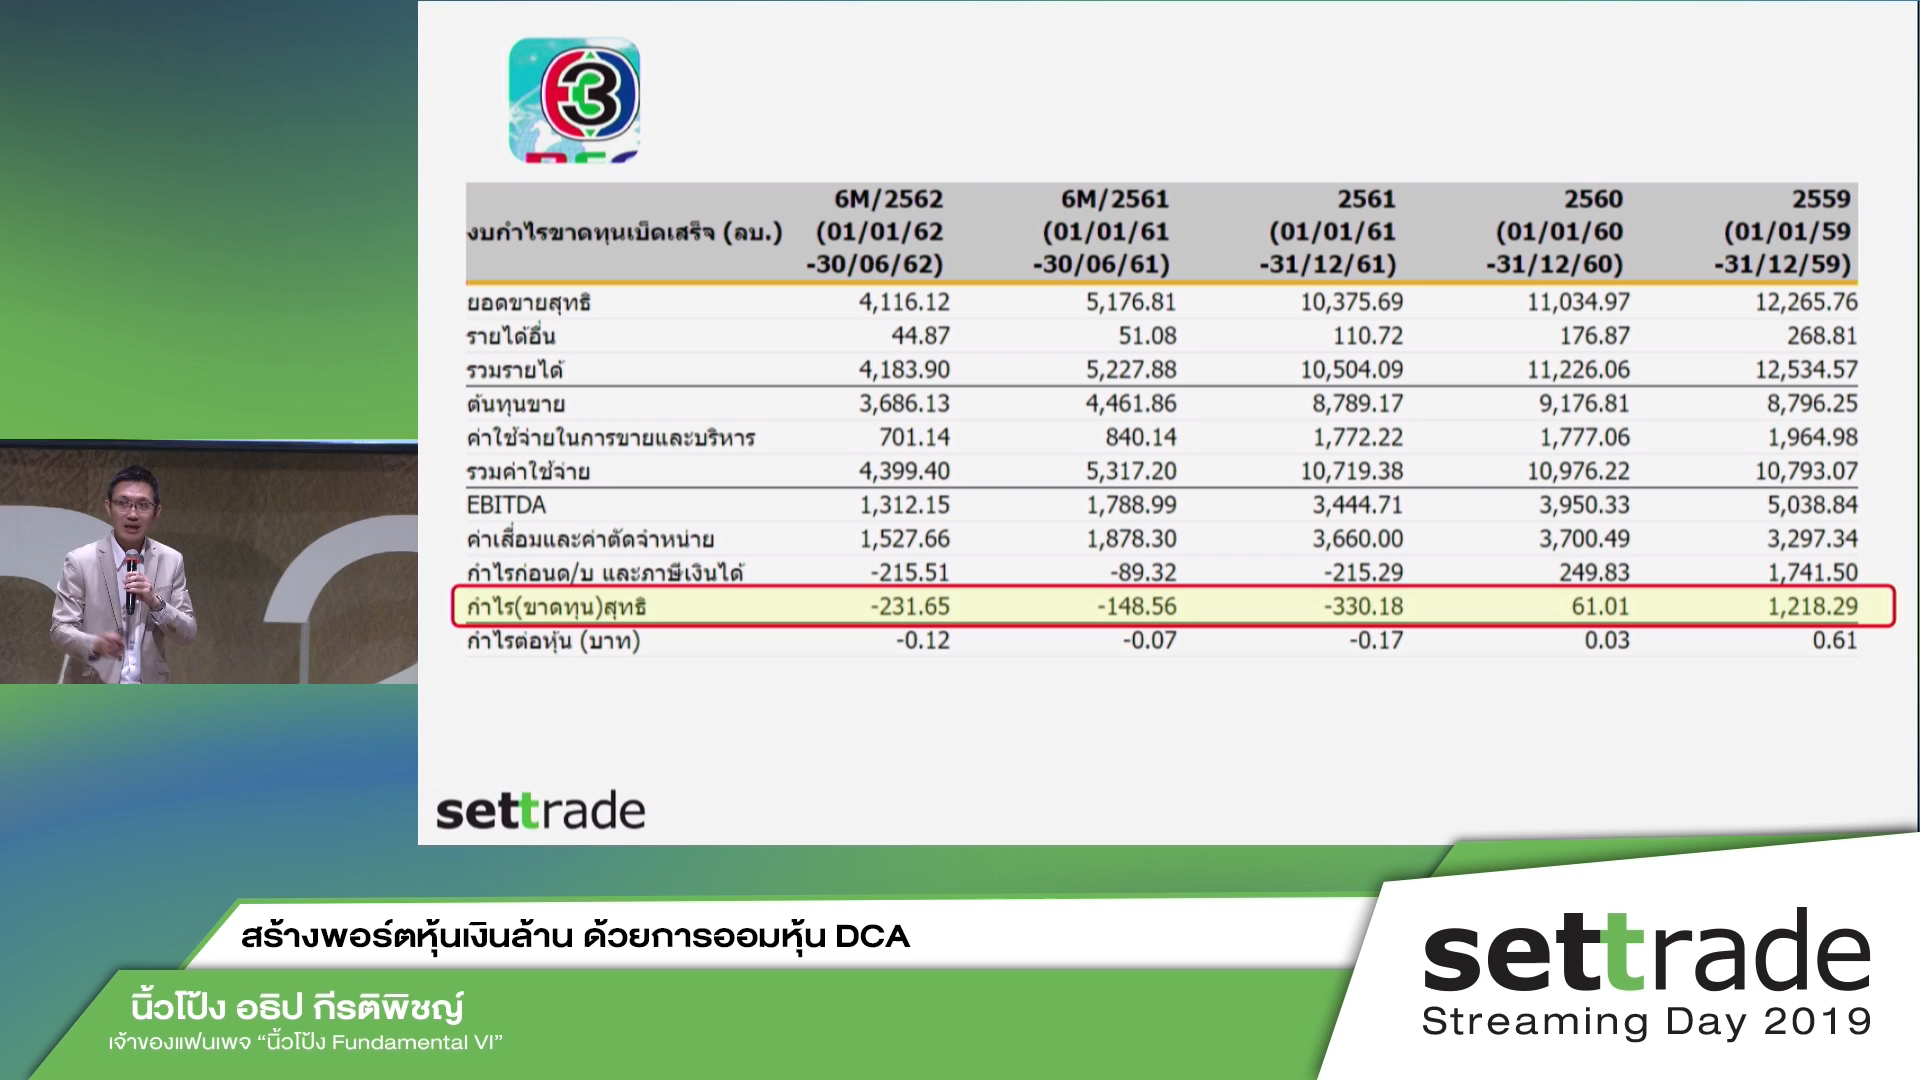 3
6M/2562 6M/2561 2561 2560 2559
งบกำไรขาดทุนเบ็ดเสร็จ (ลบ.) (01/01/62 (01/01/61 (01/01/61 (01/01/60 (01/01/59
-30/06/62) -30/06/61) -31/12/61) -31/12/60) -31/12/59)
ยอดขายสุทธิ 4,116.12 5,176.81 10,375.69 11,034.97 12,265.76
รายได้อื่น 44.87 51.08 110.72 176.87 268.81
รวมรายได้ 4,183.90 5,227.88 10,504.09 11,226.06 12,534.57
ต้นทุนขาย 3,686.13 4,461.86 8,789.17 9,176.81 8,796.25
ค่าใช้จ่ายในการขายและบริหาร 701.14 840.14 1,772.22 1,777.06 1,964.98
รวมค่าใช้จ่าย 4,399.40 5,317.20 10,719.38 10,976.22 10,793.07
EBITDA 1,312.15 1,788.99 3,444.71 3,950.33 5,038.84
ค่าเสื่อมและค่าตัดจำหน่าย 1,527.66 1,878.30 3,660.00 3,700.49 3,297.34
กำไรก่อนด/บ และภาษีเงินได้ -215.51 -89.32 -215.29 249.83 1,741.50
กำไร(ขาดทุน)สุทธิ -231.65 -148.56 -330.18 61.01 1,218.29
กำไรต่อหุ้น (บาท) -0.12 -0.07 -0.17 0.03 0.61
settrade
สร้างพอร์ตหุ้นเงินล้าน ด้วยการออมหุ้น DCA
นิ้วโป้ง อธิป กีรติพิชญ์
เจ้าของแฟนเพจ “นิ้วโป้ง Fundamental VI”
settrade
Streaming Day 2019